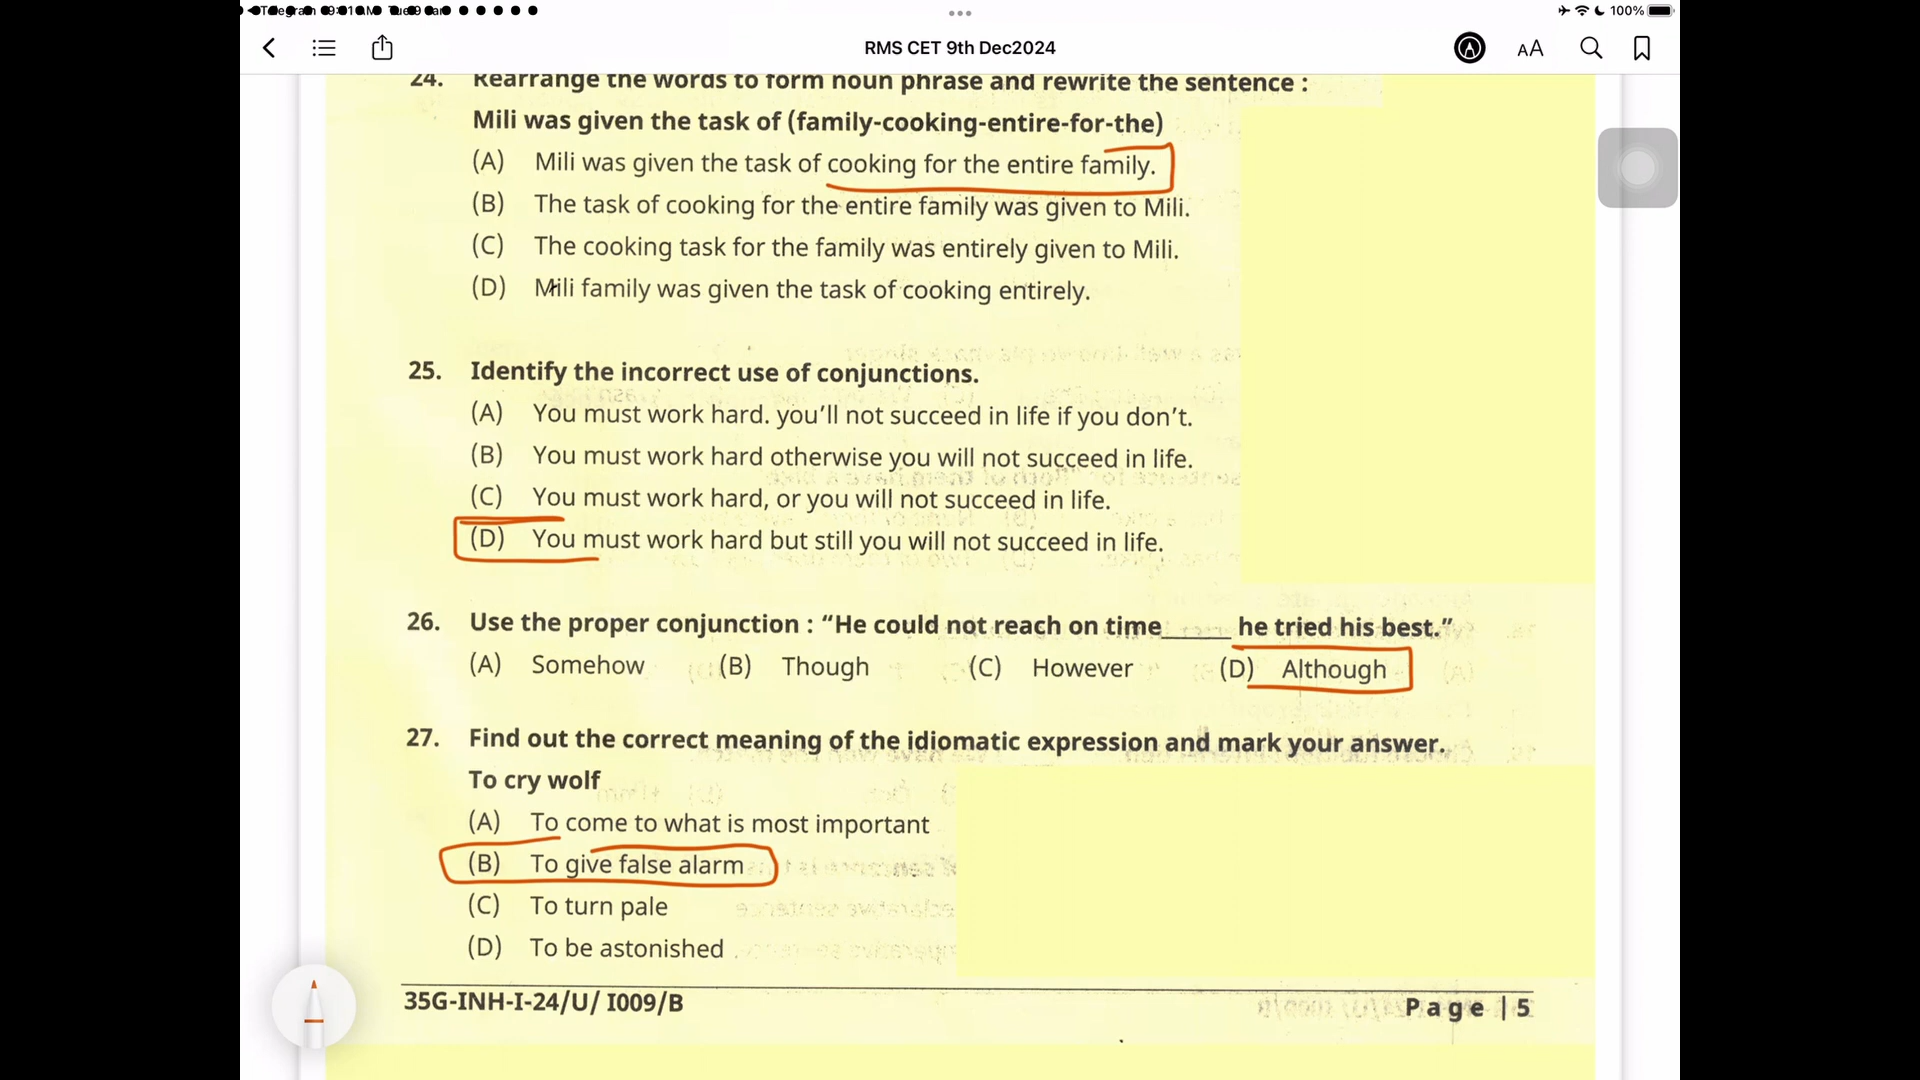 100%
RMS CET 9th Dec2024
AA
24. Rearrange the words to form noun phrase and rewrite the sentence :
Mili was given the task of (family-cooking-entire-for-the)
(A) Mili was given the task of cooking for the entire family.
(B) The task of cooking for the entire family was given to Mili.
(C) The cooking task for the family was entirely given to Mili.
(D) Mili family was given the task of cooking entirely.
25. Identify the incorrect use of conjunctions.
(A) You must work hard. you’ll not succeed in life if you don’t.
(B) You must work hard otherwise you will not succeed in life.
(C) You must work hard, or you will not succeed in life.
(D) You must work hard but still you will not succeed in life.
26. Use the proper conjunction : “He could not reach on time_____ he tried his best.”
(A) Somehow (B) Though (C) However (D) Although
27. Find out the correct meaning of the idiomatic expression and mark your answer.
To cry wolf
(A) To come to what is most important
(B) To give false alarm
(C) To turn pale
(D) To be astonished
35G-INH-I-24/U/ I009/B Page | 5